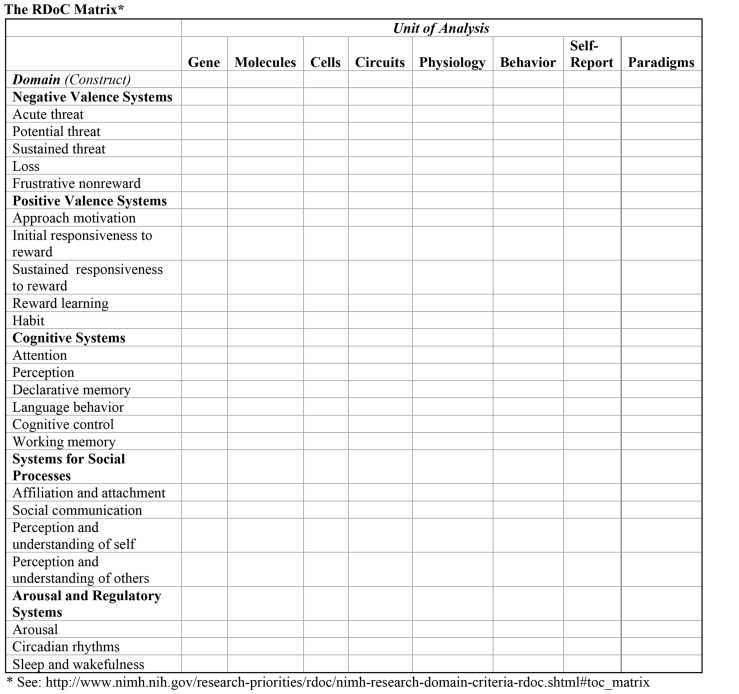 The RDoC Matrix*
Unit of Analysis
Gene Molecules Cells Circuits Physiology Behavior Self-Report Paradigms
Domain (Construct)
Negative Valence Systems
Acute threat
Potential threat
Sustained threat
Loss
Frustrative nonreward
Positive Valence Systems
Approach motivation
Initial responsiveness to
reward
Sustained responsiveness
to reward
Reward learning
Habit
Cognitive Systems
Attention
Perception
Declarative memory
Language behavior
Cognitive control
Working memory
Systems for Social
Processes
Affiliation and attachment
Social communication
Perception and
understanding of self
Perception and
understanding of others
Arousal and Regulatory
Systems
Arousal
Circadian rhythms
Sleep and wakefulness
* See: http://www.nimh.nih.gov/research-priorities/rdoc/nimh-research-domain-criteria-rdoc.shtml#toc_matrix